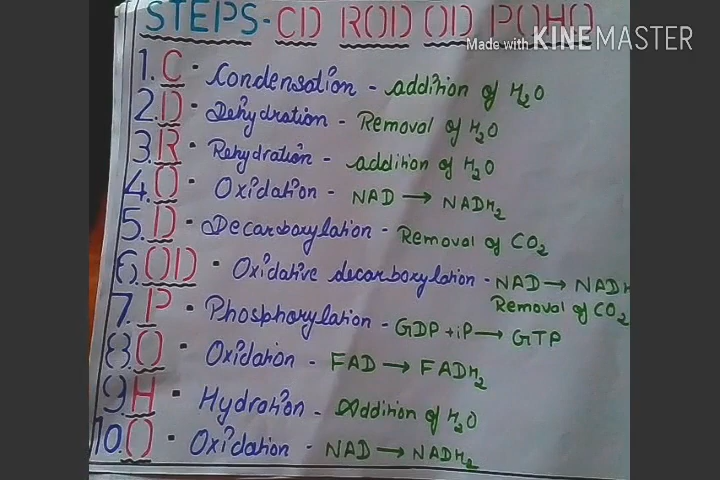 STEPS - CD ROD OD POHO
Made with KINEMASTER
1. C - Condensation - addition of H₂O
2. D - Dehydration - Removal of H₂O
3. R - Rehydration - addition of H₂O
4. O - Oxidation - NAD → NADH₂
5. D - Decarboxylation - Removal of CO₂
6. OD - Oxidative decarboxylation - NAD → NADH
Removal of CO₂
7. P - Phosphorylation - GDP + iP → GTP
8. O - Oxidation - FAD → FADH₂
9. H - Hydration - Addition of H₂O
10. O - Oxidation - NAD → NADH₂